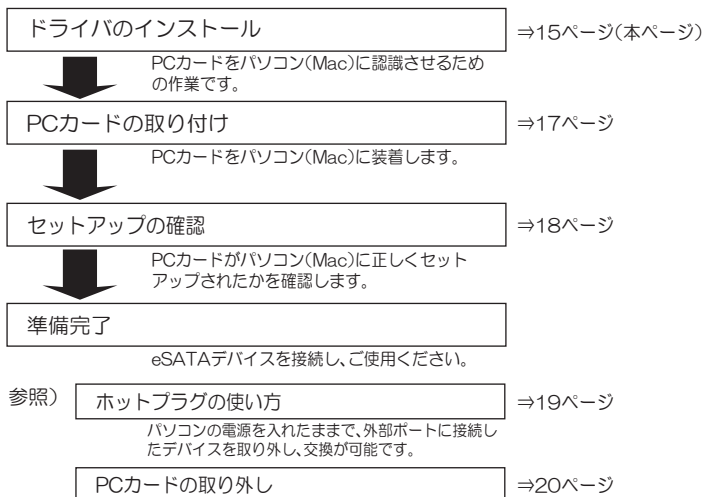 ドライバのインストール ⇒15ページ(本ページ)
PCカードをパソコン(Mac)に認識させるため
の作業です。
PCカードの取り付け ⇒17ページ
PCカードをパソコン(Mac)に装着します。
セットアップの確認 ⇒18ページ
PCカードがパソコン(Mac)に正しくセット
アップされたかを確認します。
準備完了
eSATAデバイスを接続し、ご使用ください。
参照) ホットプラグの使い方 ⇒19ページ
パソコンの電源を入れたままで、外部ポートに接続し
たデバイスを取り外し、交換が可能です。
PCカードの取り外し ⇒20ページ